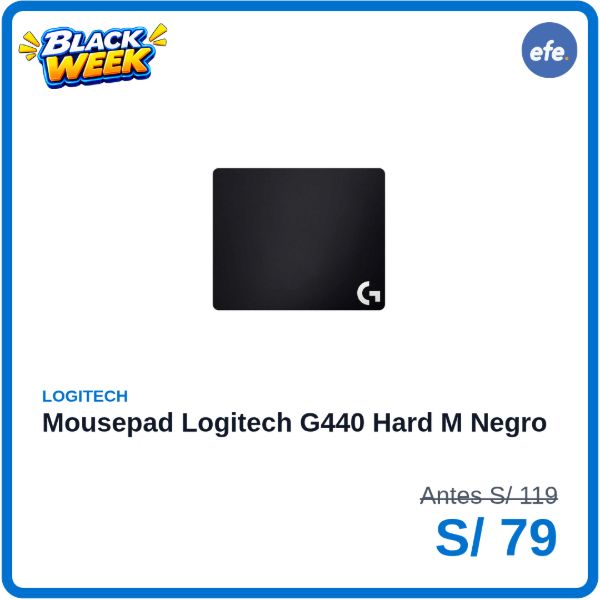 BLACK
WEEK
efe.
G
LOGITECH
Mousepad Logitech G440 Hard M Negro
Antes S/ 119
S/ 79